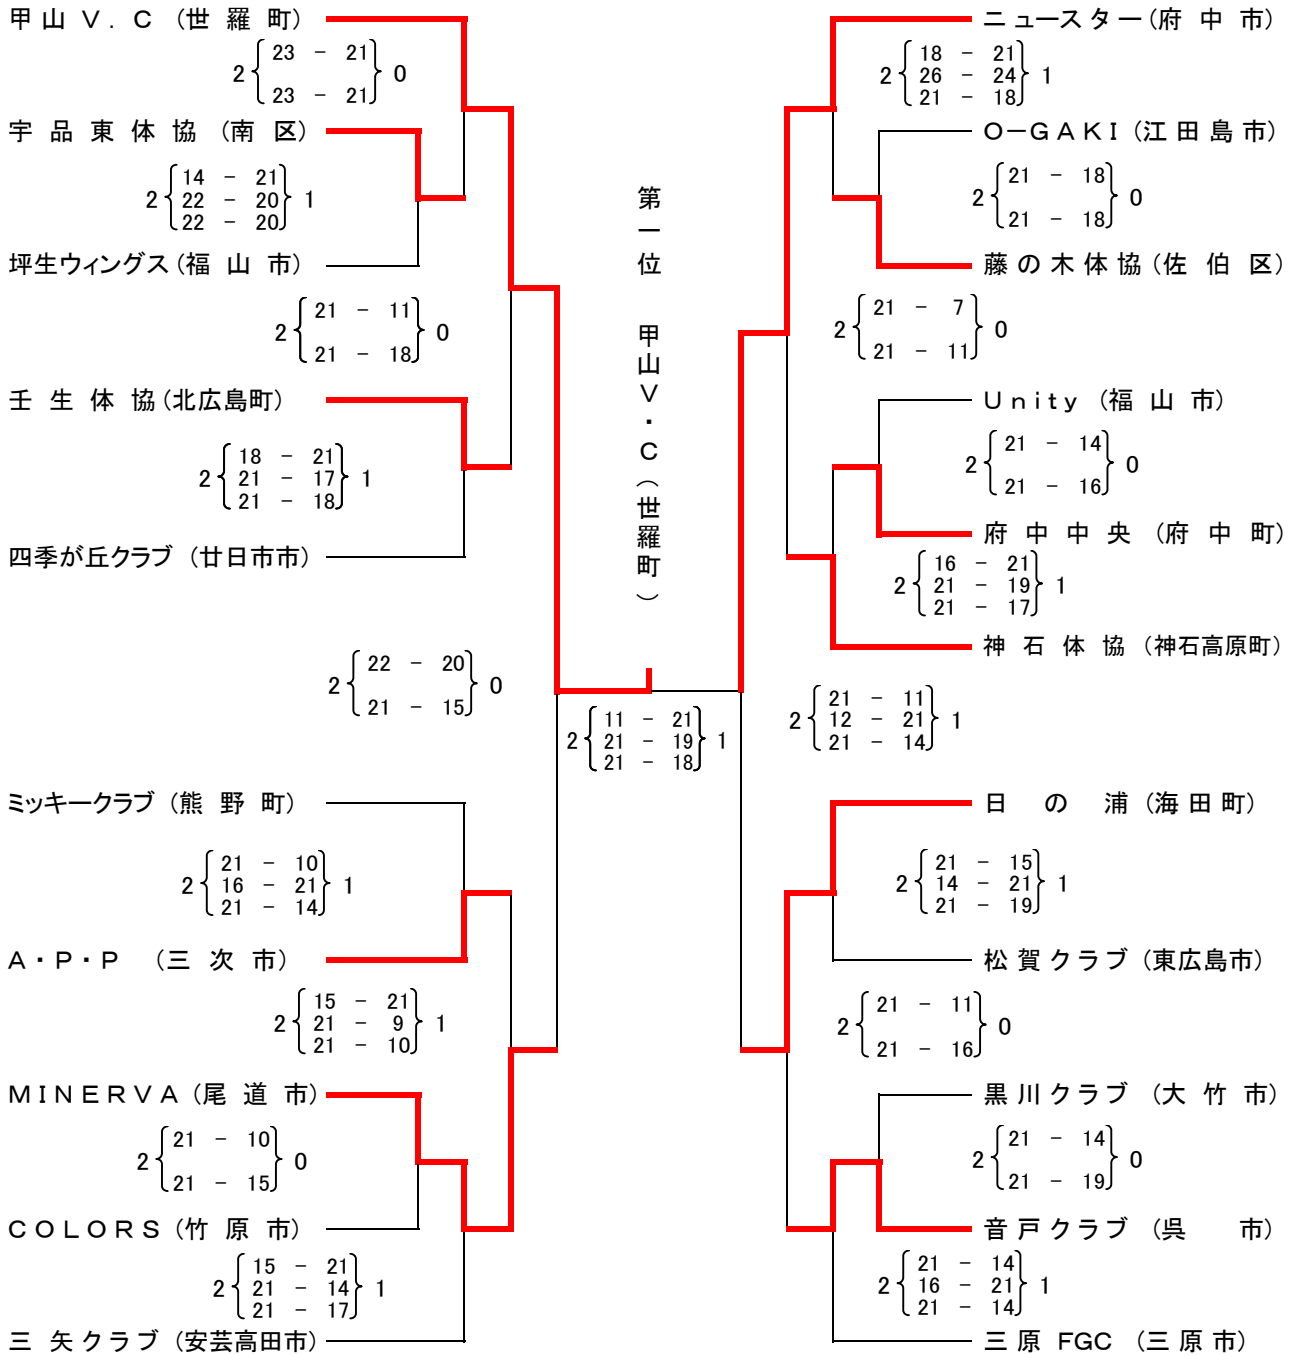 甲山 V．C（世羅町）
2 { 23 － 21 } 0
23 － 21
宇品東体協（南区）
2 { 14 － 21 } 1
22 － 20
22 － 20
坪生ウィングス（福山市）
2 { 21 － 11 } 0
21 － 18
壬生体協（北広島町）
2 { 18 － 21 } 1
21 － 17
21 － 18
四季が丘クラブ（廿日市市）
2 { 22 － 20 } 0
21 － 15
ミッキークラブ（熊野町）
2 { 21 － 10 } 1
16 － 21
21 － 14
A・P・P（三次市）
2 { 15 － 21 } 1
21 － 9
21 － 10
MINERVA（尾道市）
2 { 21 － 10 } 0
21 － 15
COLORS（竹原市）
2 { 15 － 21 } 1
21 － 14
21 － 17
三矢クラブ（安芸高田市）
第一位　甲山V・C（世羅町）
2 { 11 － 21 } 1
21 － 19
21 － 18
ニュースター（府中市）
2 { 18 － 21 } 1
26 － 24
21 － 18
O－GAKI（江田島市）
2 { 21 － 18 } 0
21 － 18
藤の木体協（佐伯区）
2 { 21 － 7 } 0
21 － 11
Unity（福山市）
2 { 21 － 14 } 0
21 － 16
府中中央（府中町）
2 { 16 － 21 } 1
21 － 19
21 － 17
神石体協（神石高原町）
2 { 21 － 11 } 1
12 － 21
21 － 14
日の浦（海田町）
2 { 21 － 15 } 1
14 － 21
21 － 19
松賀クラブ（東広島市）
2 { 21 － 11 } 0
21 － 16
黒川クラブ（大竹市）
2 { 21 － 14 } 0
21 － 19
音戸クラブ（呉市）
2 { 21 － 14 } 1
16 － 21
21 － 14
三原 FGC（三原市）